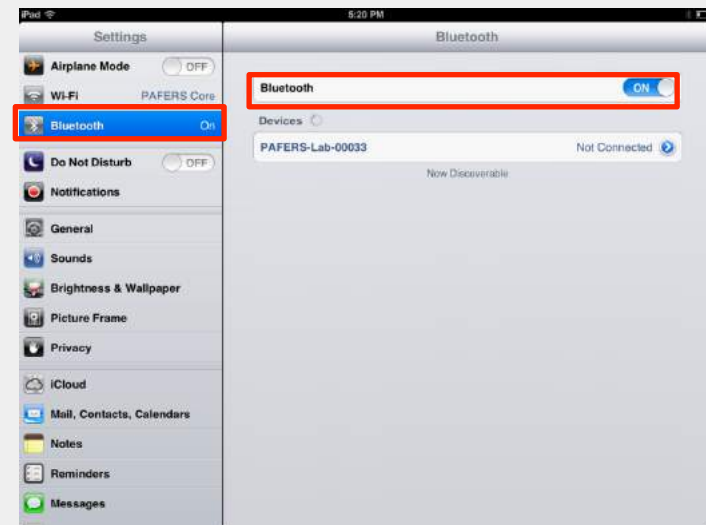 iPad 5:20 PM
Settings
Bluetooth
Airplane Mode OFF
Wi-Fi PAFERS Core
Bluetooth On
Do Not Disturb OFF
Notifications
General
Sounds
Brightness & Wallpaper
Picture Frame
Privacy
iCloud
Mail, Contacts, Calendars
Notes
Reminders
Messages
Bluetooth ON
Devices
PAFERS-Lab-00033 Not Connected
Now Discoverable